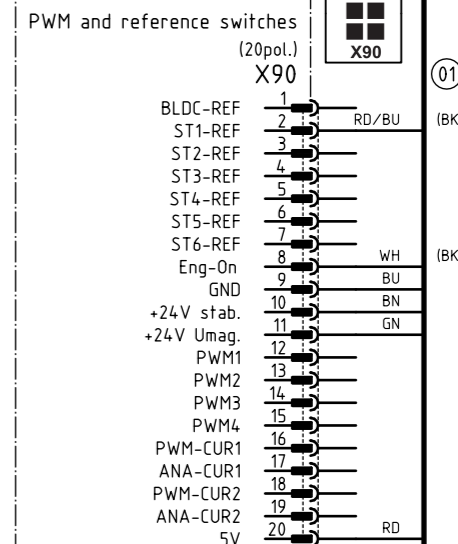 PWM and reference switches
(20pol.)
X90
X90
01
BLDC-REF 1
ST1-REF 2 RD/BU (BK
ST2-REF 3
ST3-REF 4
ST4-REF 5
ST5-REF 6
ST6-REF 7
Eng-On 8 WH (BK
GND 9 BU
+24V stab. 10 BN
+24V Umag. 11 GN
PWM1 12
PWM2 13
PWM3 14
PWM4 15
PWM-CUR1 16
ANA-CUR1 17
PWM-CUR2 18
ANA-CUR2 19
5V 20 RD